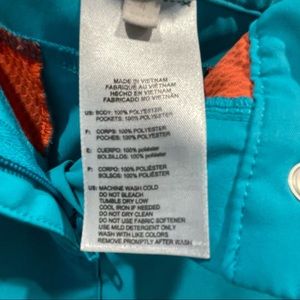 MADE IN VIETNAM
FABRIQUE AU VIETNAM
HECHO EN VIETNAM
FABRICADO NO VIETNAM
US: BODY: 100% POLYESTER
POCKETS: 100% POLYESTER
F: CORPS: 100% POLYESTER
POCHES: 100% POLYESTER
E: CUERPO: 100% poliéster
BOLSILLOS: 100% poliéster
P: CORPO: 100% POLIÉSTER
BOLSOS: 100% POLIÉSTER
US: MACHINE WASH COLD
DO NOT BLEACH
TUMBLE DRY LOW
COOL IRON IF NEEDED
DO NOT DRY CLEAN
DO NOT USE FABRIC SOFTENER
USE MILD DETERGENT ONLY
WASH WITH LIKE COLORS
REMOVE PROMPTLY AFTER WASH